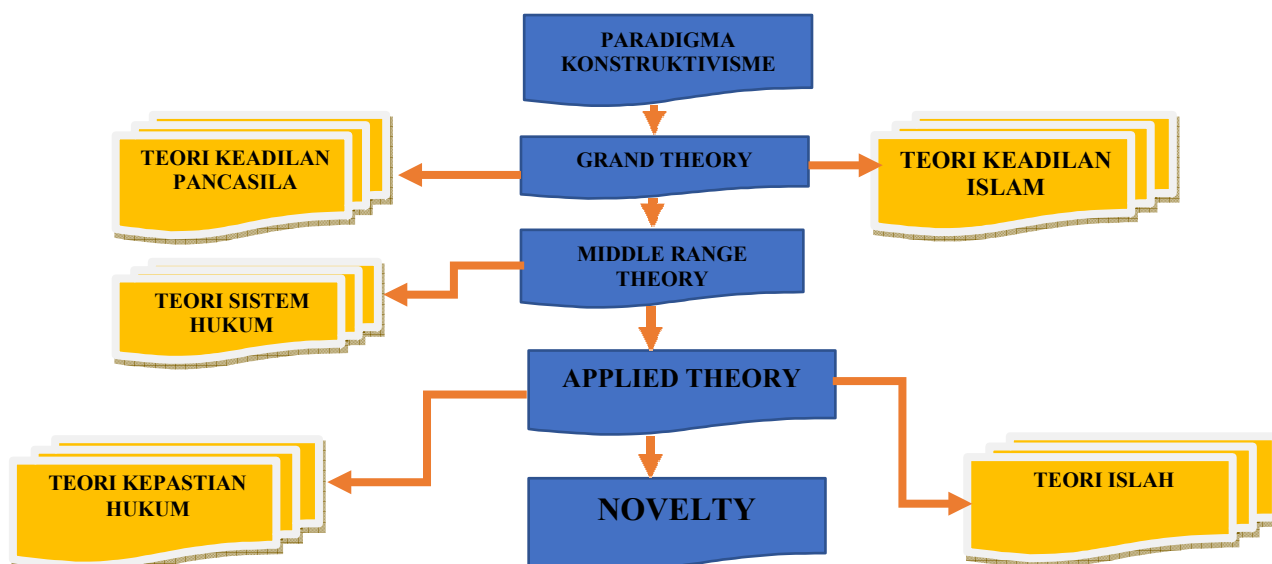 PARADIGMA
KONSTRUKTIVISME
TEORI KEADILAN
PANCASILA
GRAND THEORY
TEORI KEADILAN
ISLAM
MIDDLE RANGE
THEORY
TEORI SISTEM
HUKUM
APPLIED THEORY
TEORI KEPASTIAN
HUKUM
NOVELTY
TEORI ISLAH